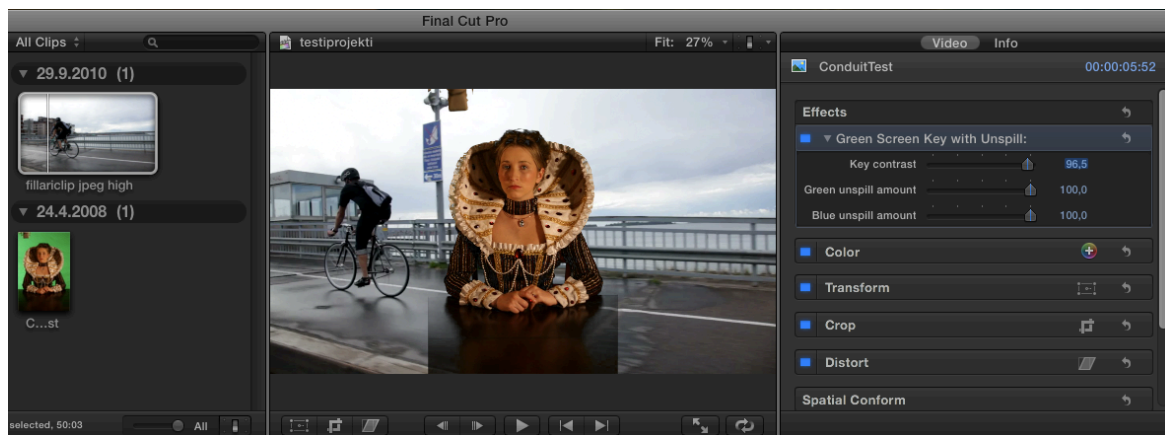 Final Cut Pro
All Clips
29.9.2010 (1)
fillariclip jpeg high
24.4.2008 (1)
C...st
selected, 50:03
All
testiprojekti
Fit: 27%
Video Info
ConduitTest 00:00:05:52
Effects
Green Screen Key with Unspill:
Key contrast 96,5
Green unspill amount 100,0
Blue unspill amount 100,0
Color
Transform
Crop
Distort
Spatial Conform